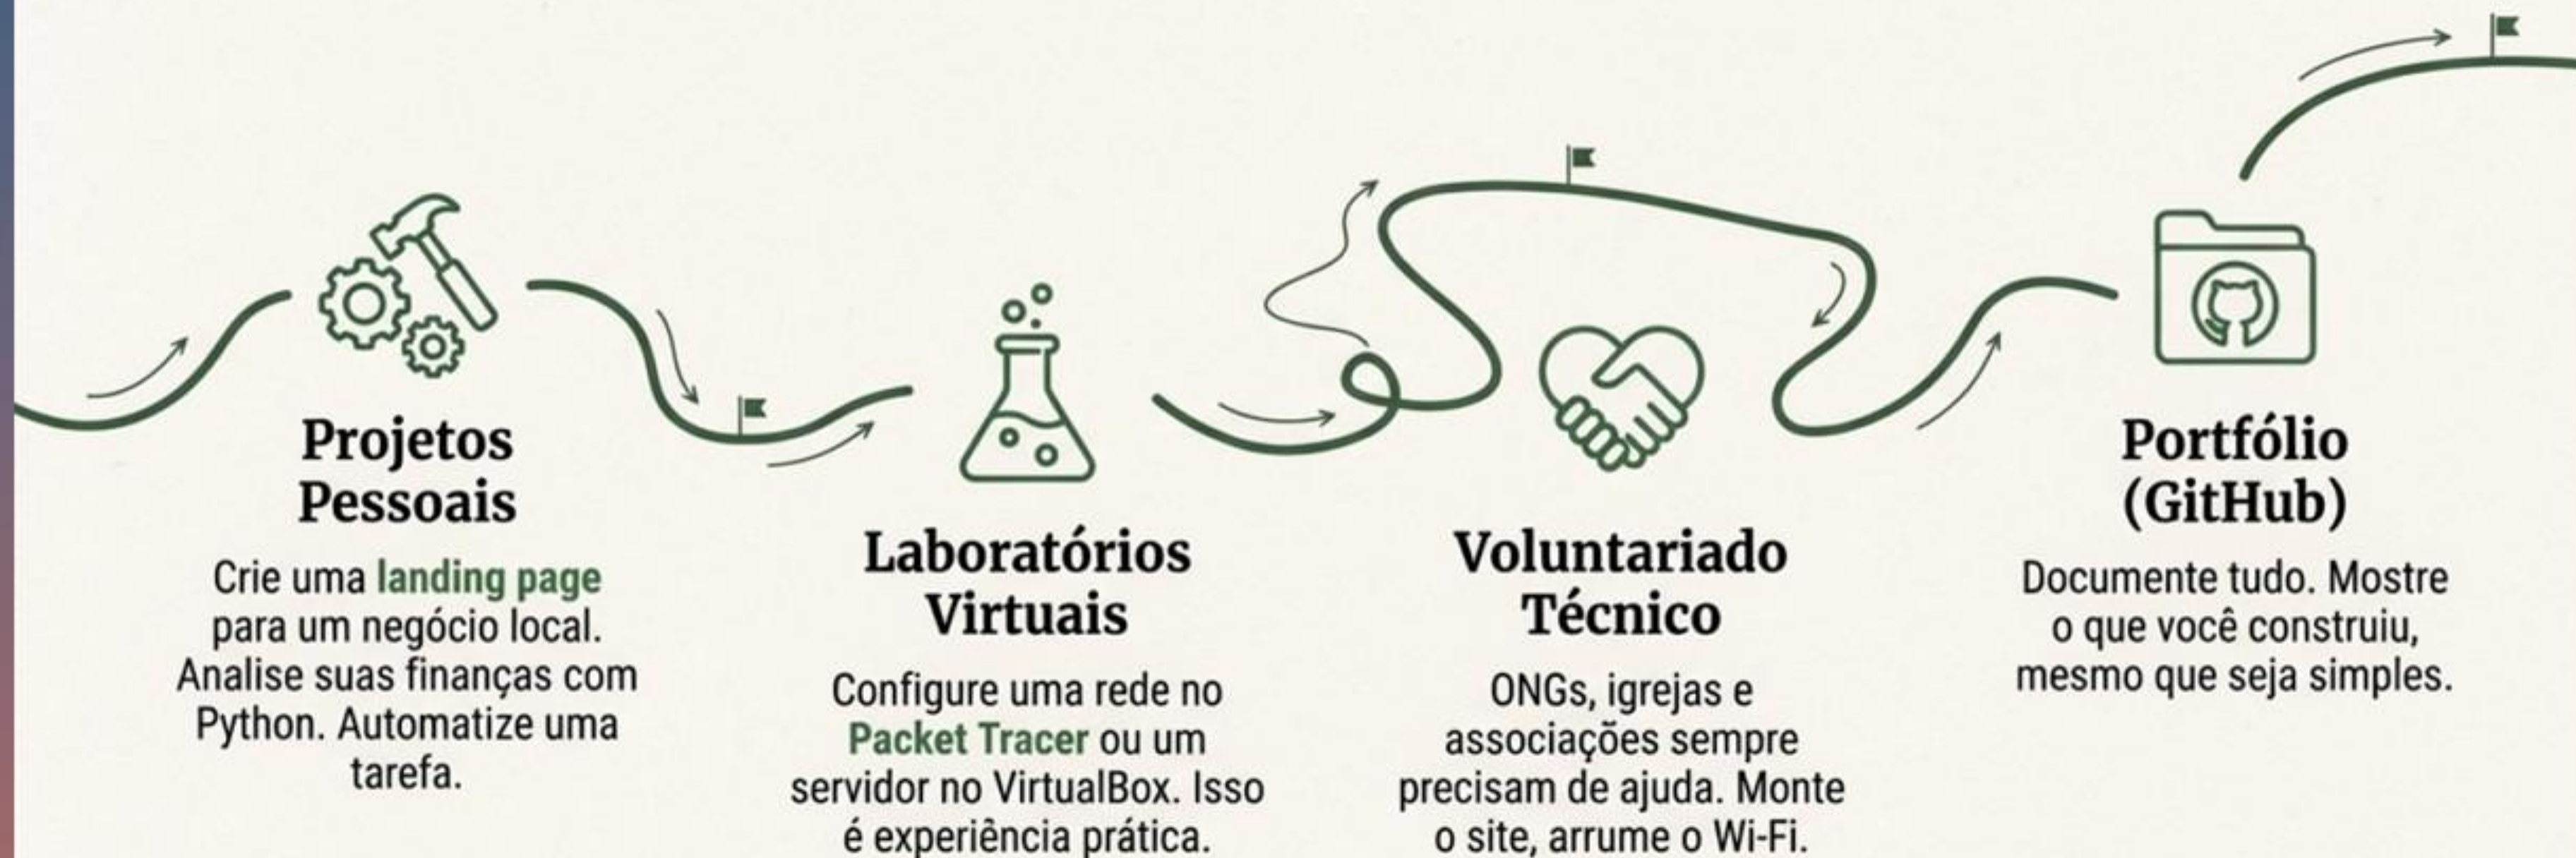 Projetos
Pessoais
Crie uma landing page
para um negócio local.
Analise suas finanças com
Python. Automatize uma
tarefa.
Laboratórios
Virtuais
Configure uma rede no
Packet Tracer ou um
servidor no VirtualBox. Isso
é experiência prática.
Voluntariado
Técnico
ONGs, igrejas e
associações sempre
precisam de ajuda. Monte
o site, arrume o Wi-Fi.
Portfólio
(GitHub)
Documente tudo. Mostre
o que você construiu,
mesmo que seja simples.